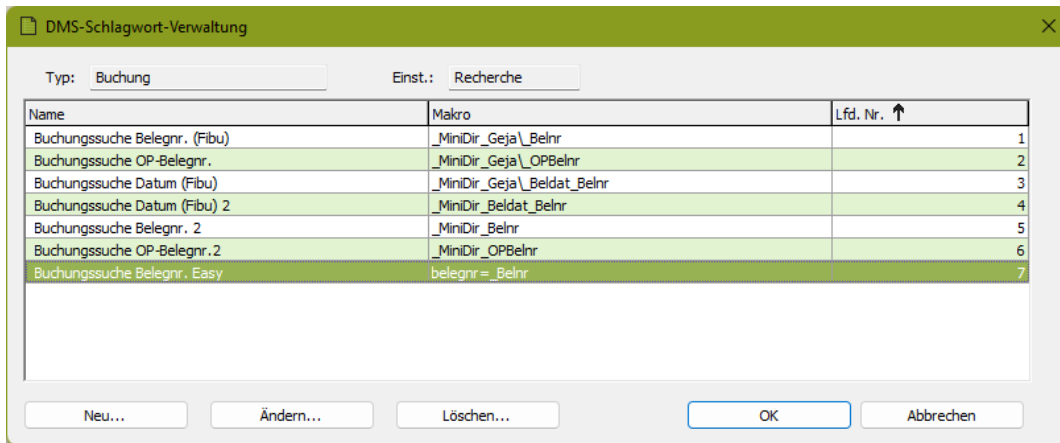 DMS-Schlagwort-Verwaltung
Typ: Buchung Einst.: Recherche
Name Makro Lfd. Nr.
Buchungssuche Belegnr. (Fibu) _MiniDir_Geja\_Belnr 1
Buchungssuche OP-Belegnr. _MiniDir_Geja\_OPBelnr 2
Buchungssuche Datum (Fibu) _MiniDir_Geja\_Beldat_Belnr 3
Buchungssuche Datum (Fibu) 2 _MiniDir_Beldat_Belnr 4
Buchungssuche Belegnr. 2 _MiniDir_Belnr 5
Buchungssuche OP-Belegnr.2 _MiniDir_OPBelnr 6
Buchungssuche Belegnr. Easy belegnr=_Belnr 7
Neu... Ändern... Löschen... OK Abbrechen